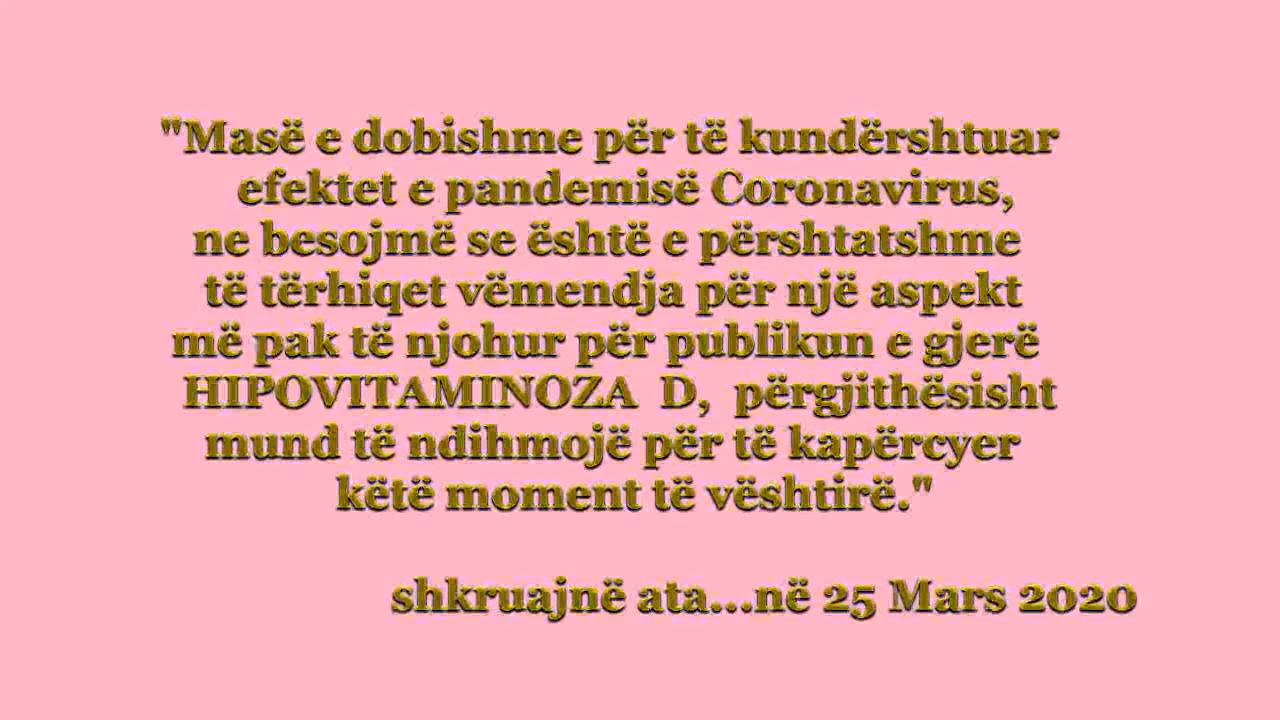 "Masë e dobishme për të kundërshtuar
efektet e pandemisë Coronavirus,
ne besojmë se është e përshtatshme
të tërhiqet vëmendja për një aspekt
më pak të njohur për publikun e gjerë
HIPOVITAMINOZA D, përgjithësisht
mund të ndihmojë për të kapërcyer
këtë moment të vështirë."
shkruajnë ata...në 25 Mars 2020